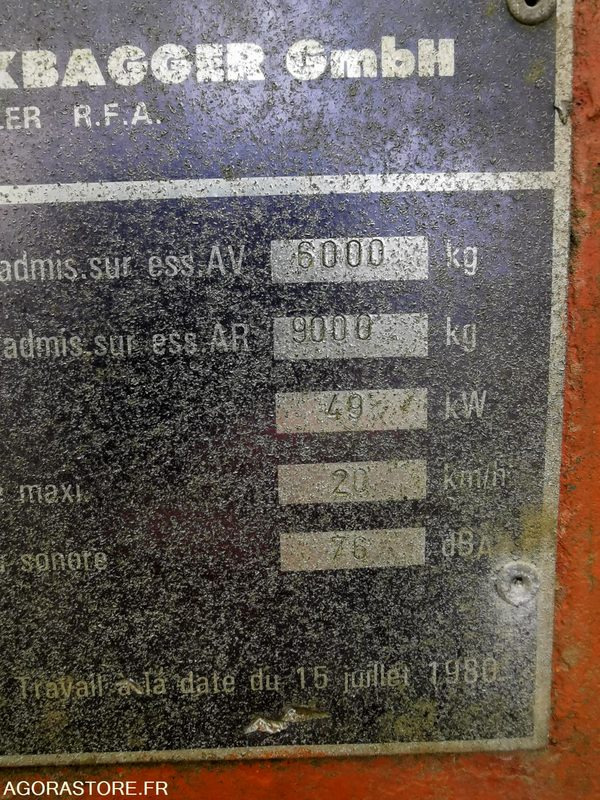 KBAGGER GmbH
LER R.F.A.
admis.sur ess.AV 6000 kg
admis.sur ess.AR 9000 kg
49 kW
e maxi. 20 km/h
sonore 76 dBA
Travail à la date du 15 juillet 1980
AGORASTORE.FR